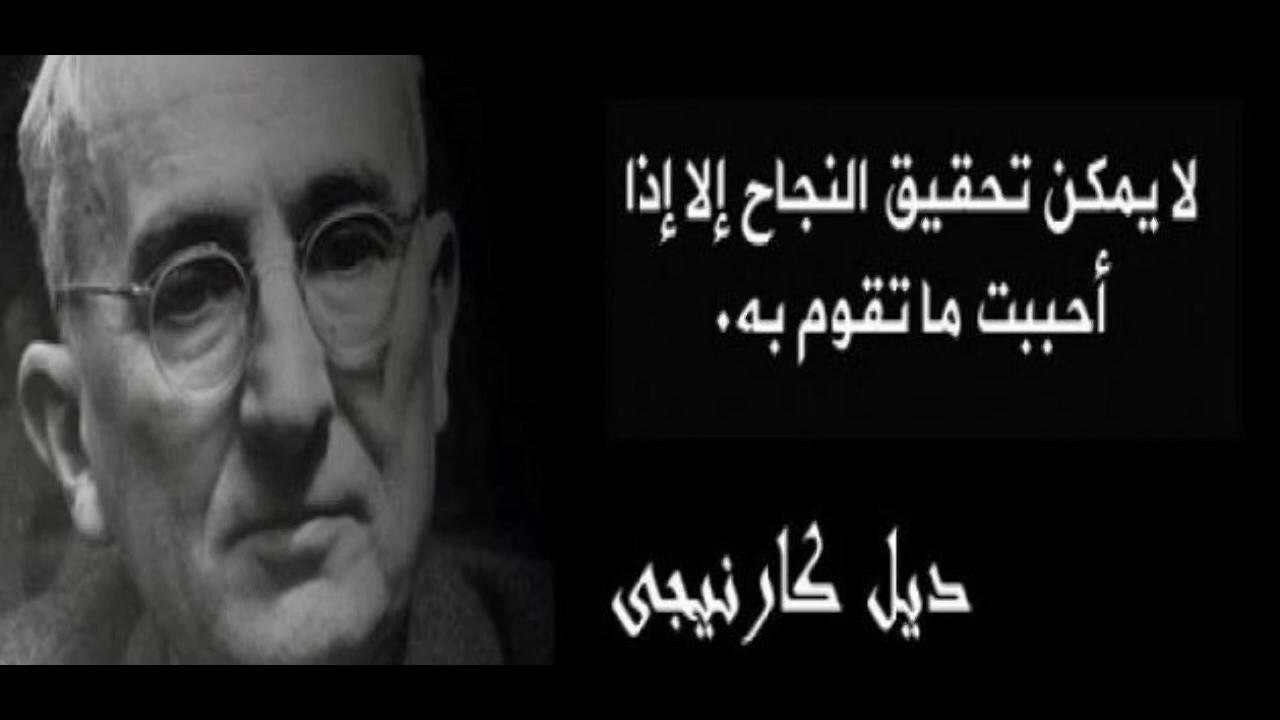 لا يمكن تحقيق النجاح إلا إذا
أحببت ما تقوم به.
ديل كارنيجى